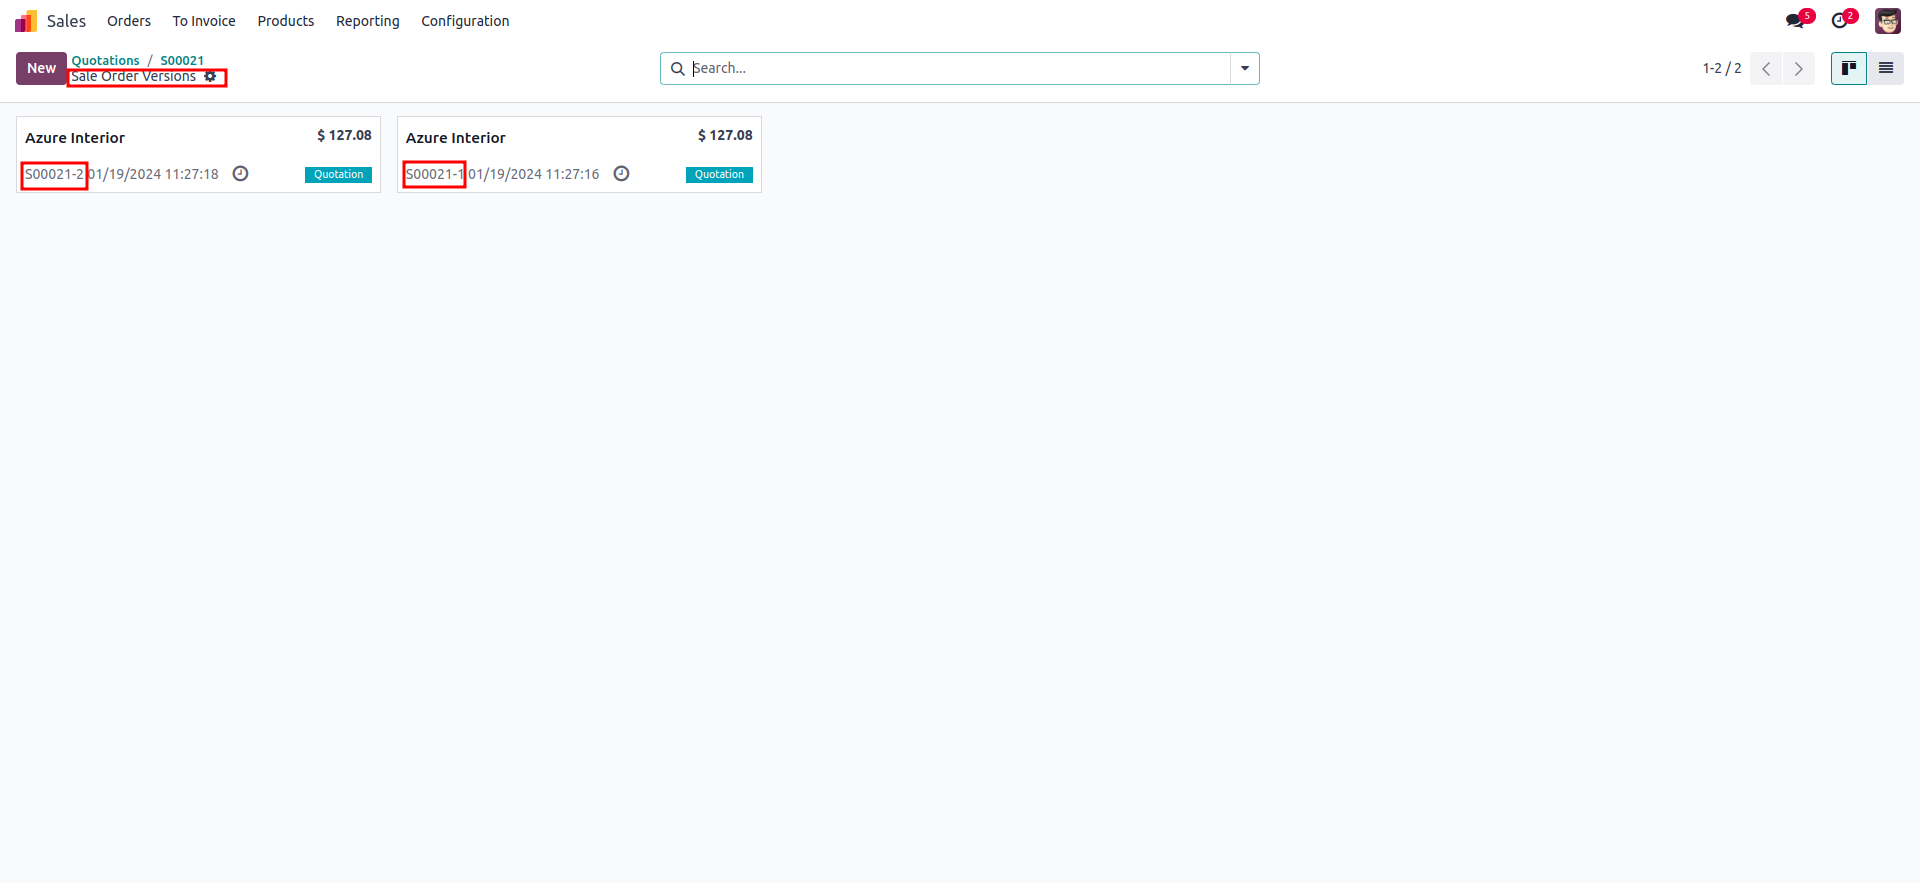 Sales Orders To Invoice Products Reporting Configuration 5 2
New Quotations / S00021 Search... 1-2 / 2
Sale Order Versions
Azure Interior $ 127.08 Azure Interior $ 127.08
S00021-2 01/19/2024 11:27:18 Quotation S00021-1 01/19/2024 11:27:16 Quotation